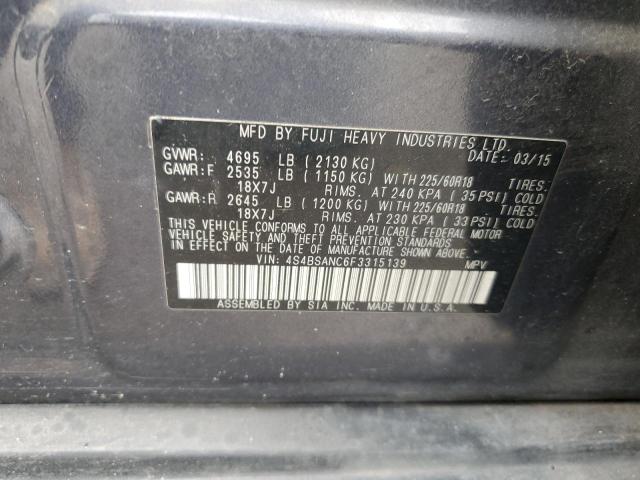 MFD BY FUJI HEAVY INDUSTRIES LTD.
GVWR: 4695 LB (2130 KG) DATE: 03/15
GAWR:F 2535 LB (1150 KG) WITH 225/60R18 TIRES.
18X7J RIMS. AT 240 KPA (35 PSI) COLD
GAWR:R 2645 LB (1200 KG) WITH 225/60R18 TIRES.
18X7J RIMS. AT 230 KPA (33 PSI) COLD
THIS VEHICLE CONFORMS TO ALL APPLICABLE FEDERAL MOTOR
VEHICLE SAFETY, BUMPER, AND THEFT PREVENTION STANDARDS
IN EFFECT ON THE DATE OF MANUFACTURE SHOWN ABOVE.
VIN: 4S4BSANC6F3315139 MPV
ASSEMBLED BY SIA INC. MADE IN U.S.A.